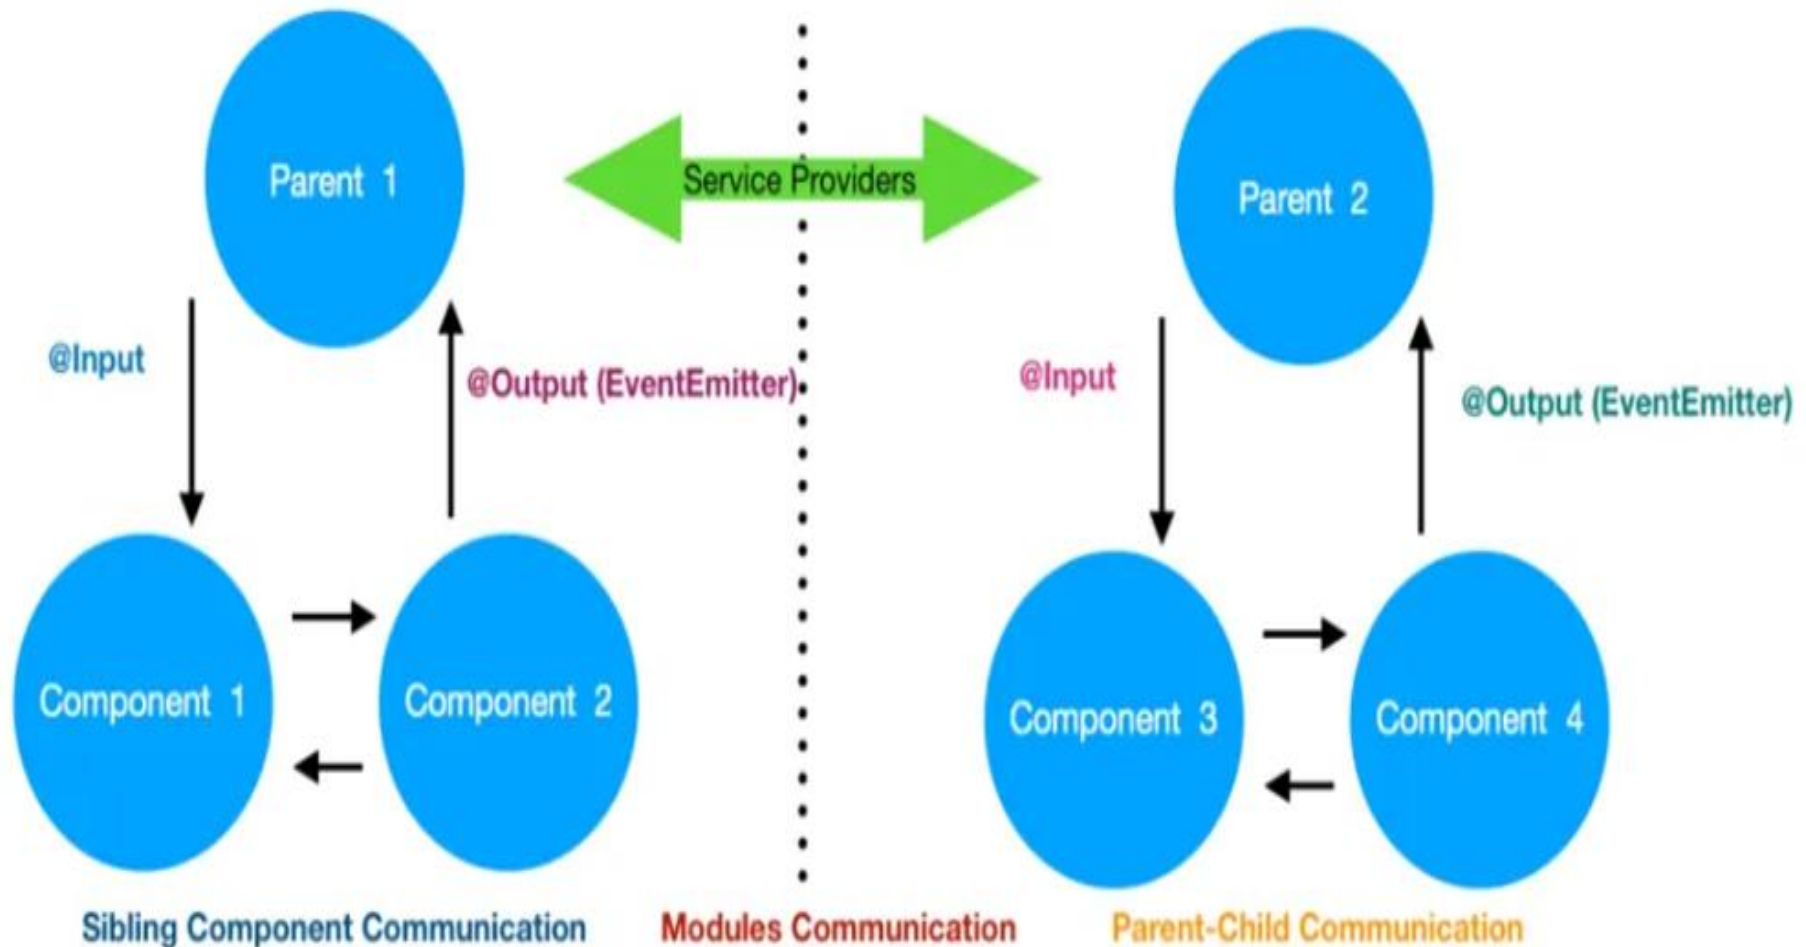 Parent 1
Service Providers
Parent 2
@Input
@Output (EventEmitter)
@Input
@Output (EventEmitter)
Component 1
Component 2
Component 3
Component 4
Sibling Component Communication
Modules Communication
Parent-Child Communication